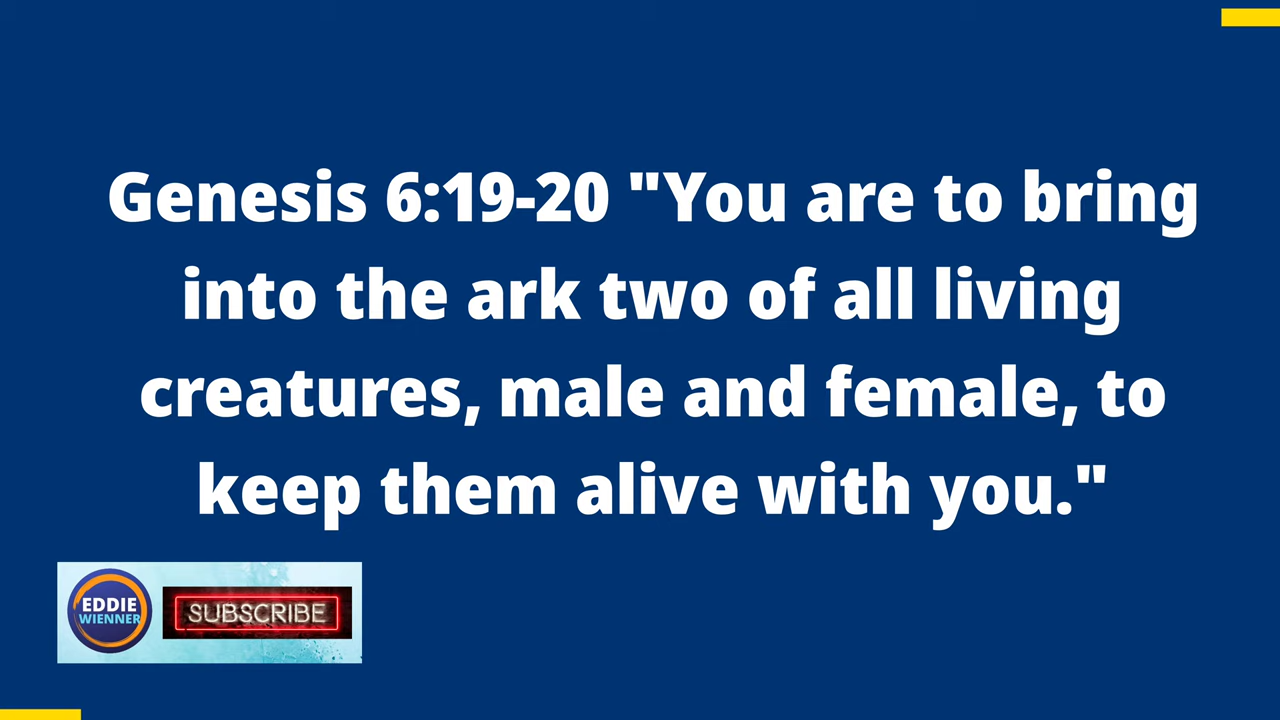 Genesis 6:19-20 "You are to bring
into the ark two of all living
creatures, male and female, to
keep them alive with you."
EDDIE
WIENNER
SUBSCRIBE